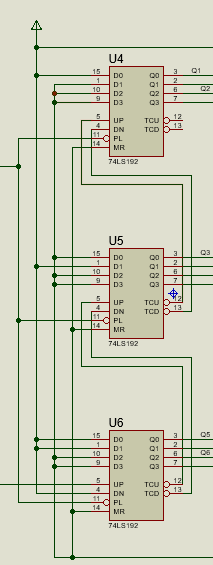 U4
15 D0 Q0 3 Q1
1 D1 Q1 2
10 D2 Q2 6 Q2
9 D3 Q3 7
5 UP TCU 12
4 DN TCD 13
11 PL
14 MR
74LS192
U5
15 D0 Q0 3 Q3
1 D1 Q1 2
10 D2 Q2 6
9 D3 Q3 7
5 UP TCU 12
4 DN TCD 13
11 PL
14 MR
74LS192
U6
15 D0 Q0 3 Q5
1 D1 Q1 2
10 D2 Q2 6 Q6
9 D3 Q3 7
5 UP TCU 12
4 DN TCD 13
11 PL
14 MR
74LS192